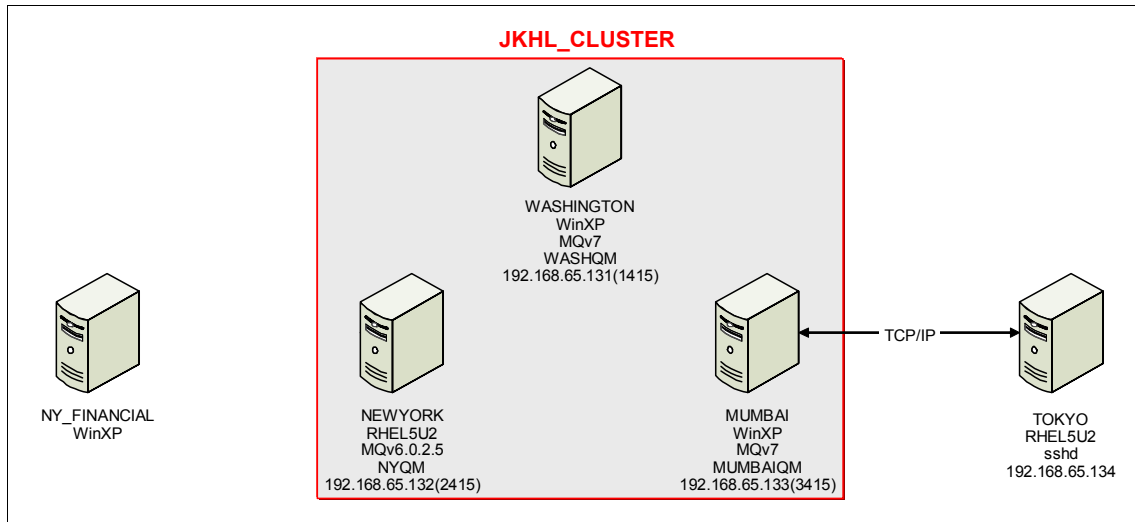 JKHL_CLUSTER
WASHINGTON
WinXP
MQv7
WASHQM
192.168.65.131(1415)
NY_FINANCIAL
WinXP
NEWYORK
RHEL5U2
MQv6.0.2.5
NYQM
192.168.65.132(2415)
MUMBAI
WinXP
MQv7
MUMBAIQM
192.168.65.133(3415)
TCP/IP
TOKYO
RHEL5U2
sshd
192.168.65.134